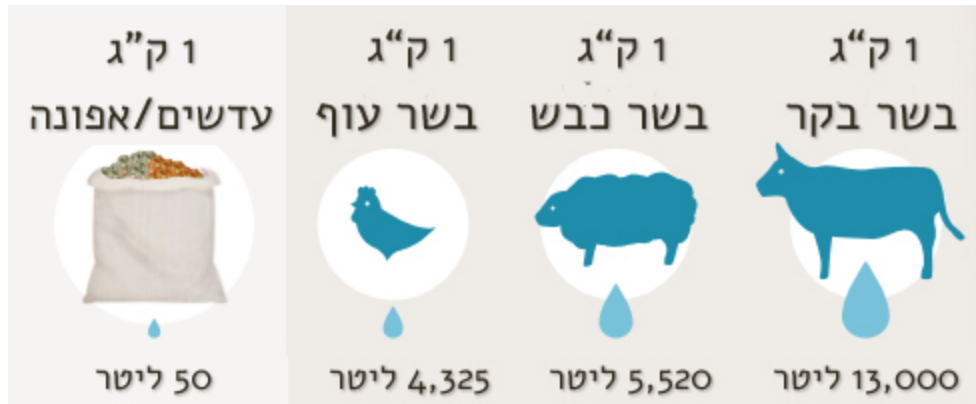 1 ק"ג
בשר בקר
13,000 ליטר
1 ק"ג
בשר כבש
5,520 ליטר
1 ק"ג
בשר עוף
4,325 ליטר
1 ק"ג
עדשים/אפונה
50 ליטר